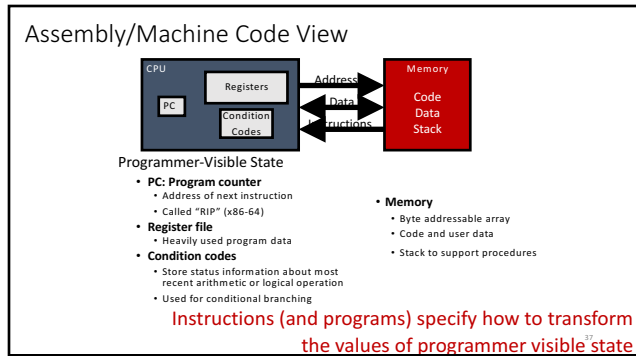 Assembly/Machine Code View
CPU
Registers
PC
Condition
Codes
Addresses
Data
Instructions
Memory
Code
Data
Stack
Programmer-Visible State
• PC: Program counter
• Address of next instruction
• Called “RIP” (x86-64)
• Register file
• Heavily used program data
• Condition codes
• Store status information about most
recent arithmetic or logical operation
• Used for conditional branching
• Memory
• Byte addressable array
• Code and user data
• Stack to support procedures
Instructions (and programs) specify how to transform
the values of programmer visible state
37